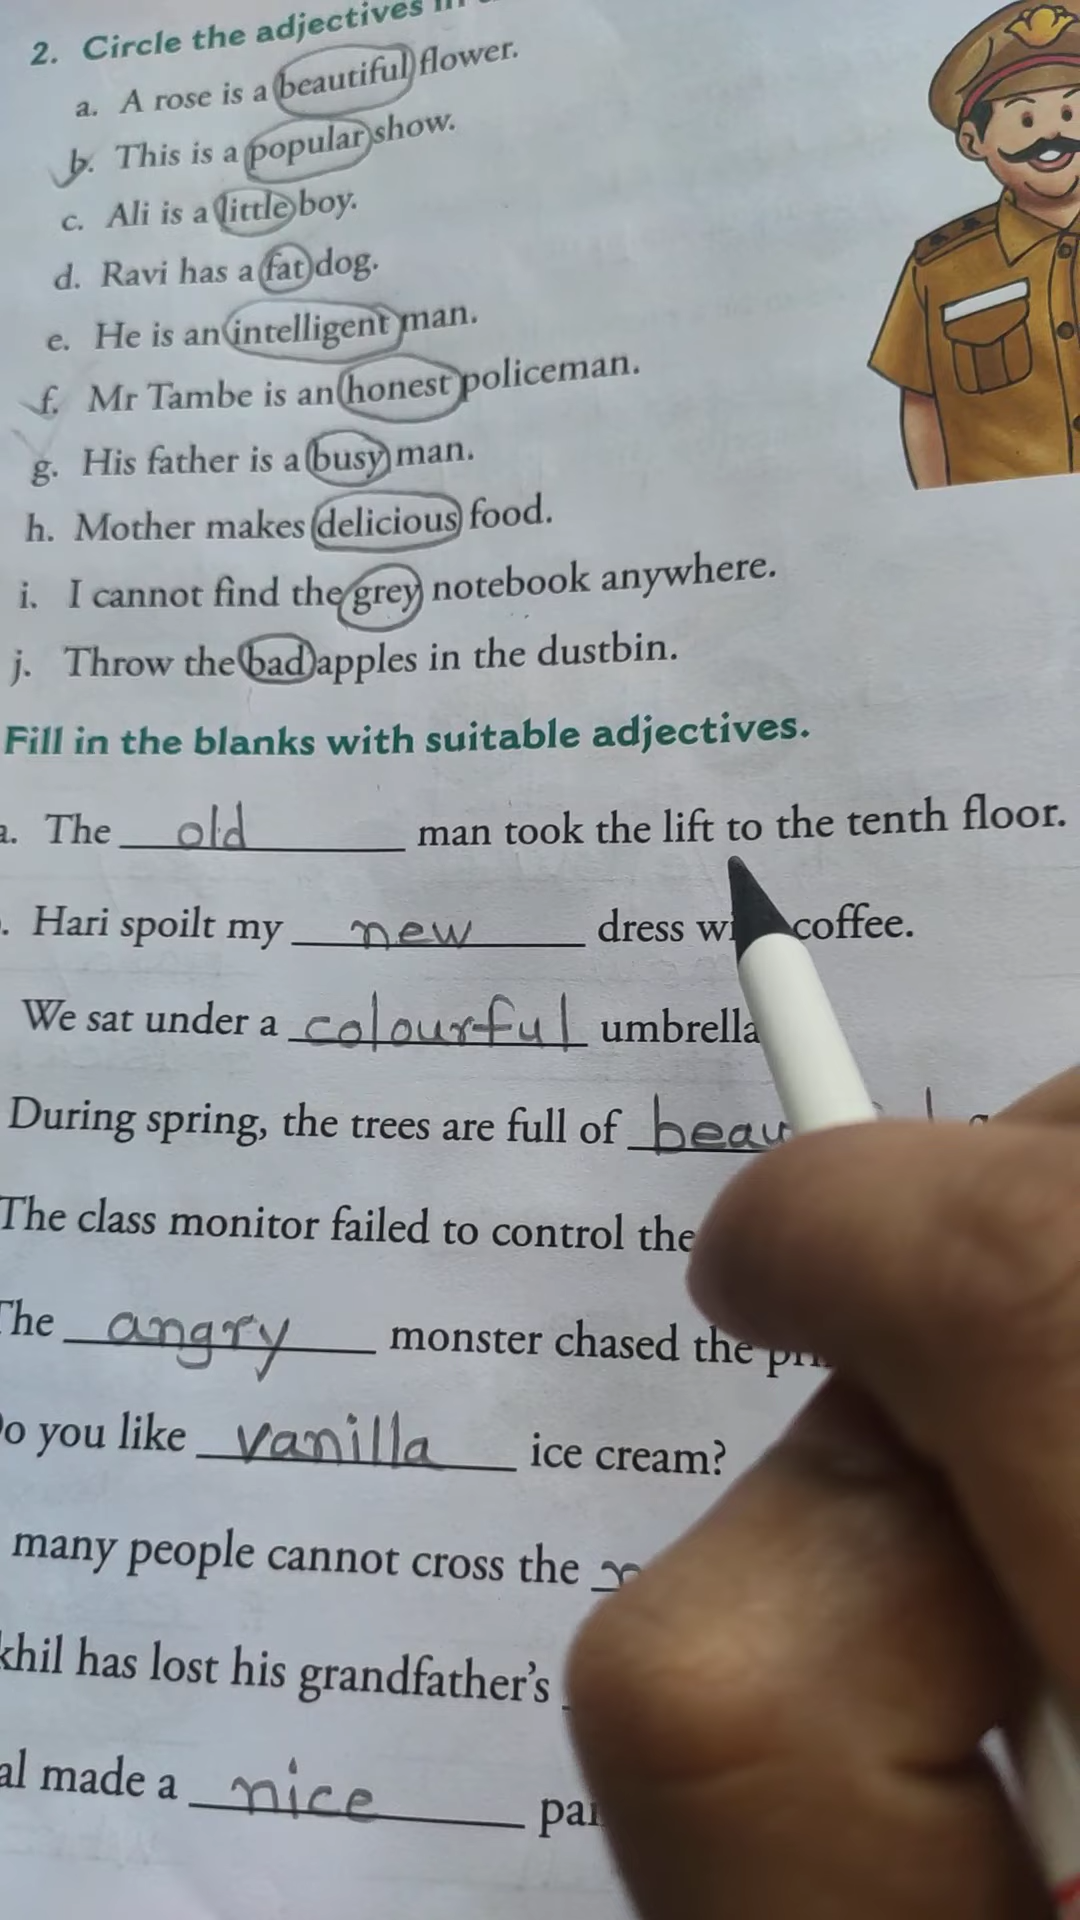 2. Circle the adjectives
a. A rose is a beautiful flower.
b. This is a popular show.
c. Ali is a little boy.
d. Ravi has a fat dog.
e. He is an intelligent man.
f. Mr Tambe is an honest policeman.
g. His father is a busy man.
h. Mother makes delicious food.
i. I cannot find the grey notebook anywhere.
j. Throw the bad apples in the dustbin.
Fill in the blanks with suitable adjectives.
a. The old man took the lift to the tenth floor.
. Hari spoilt my new dress coffee.
We sat under a colourful umbrella
During spring, the trees are full of
The class monitor failed to control the
The angry monster chased the
you like vanilla ice cream?
many people cannot cross the
khil has lost his grandfather's
al made a nice